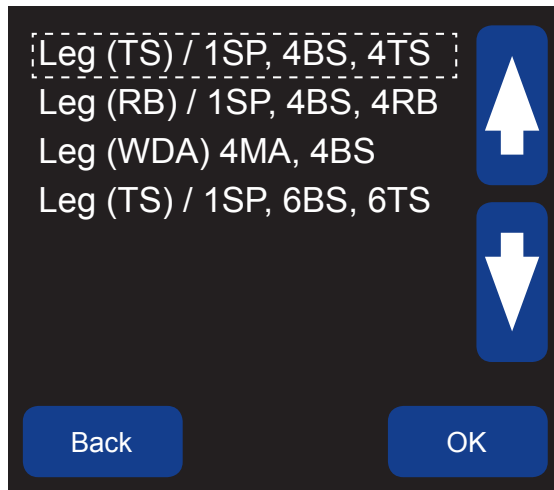 Leg (TS) / 1SP, 4BS, 4TS
Leg (RB) / 1SP, 4BS, 4RB
Leg (WDA) 4MA, 4BS
Leg (TS) / 1SP, 6BS, 6TS
Back
OK